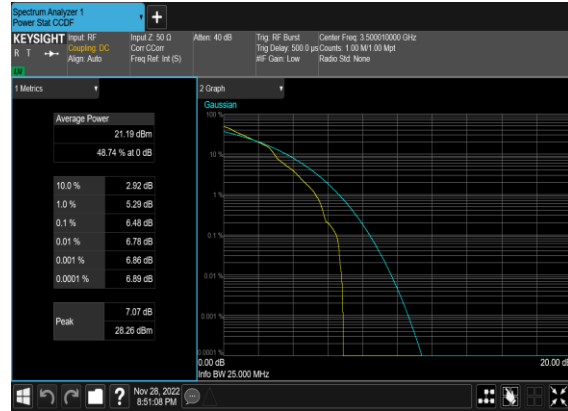 Spectrum Analyzer 1
Power Stat CCDF
KEYSIGHT
R T
LW
Input: RF
Coupling: DC
Align: Auto
Input Z: 50 Ω
Corr CCorr
Freq Ref: Int (S)
Atten: 40 dB
Trig: RF Burst
Trig Delay: 500.0 µs
#IF Gain: Low
Center Freq: 3.500010000 GHz
Counts: 1.00 M/1.00 Mpt
Radio Std: None
1 Metrics
Average Power
21.19 dBm
48.74 % at 0 dB
10.0 % 2.92 dB
1.0 % 5.29 dB
0.1 % 6.48 dB
0.01 % 6.78 dB
0.001 % 6.86 dB
0.0001 % 6.89 dB
Peak
7.07 dB
28.26 dBm
2 Graph
Gaussian
100 %
10 %
1 %
0.1 %
0.01 %
0.001 %
0.0001 %
0.00 dB
20.00 dB
Info BW 25.000 MHz
?
Nov 28, 2022
8:51:08 PM